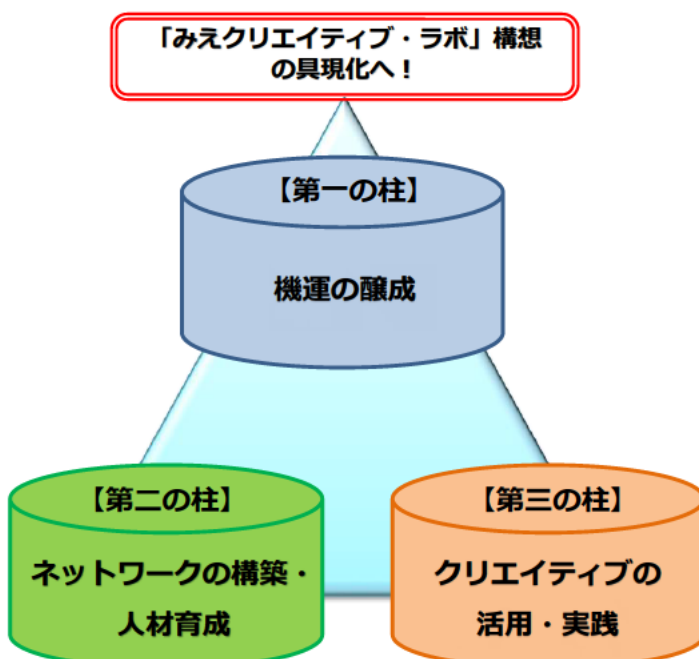 「みえクリエイティブ・ラボ」構想
の具現化へ！
【第一の柱】
機運の醸成
【第二の柱】
ネットワークの構築・
人材育成
【第三の柱】
クリエイティブの
活用・実践